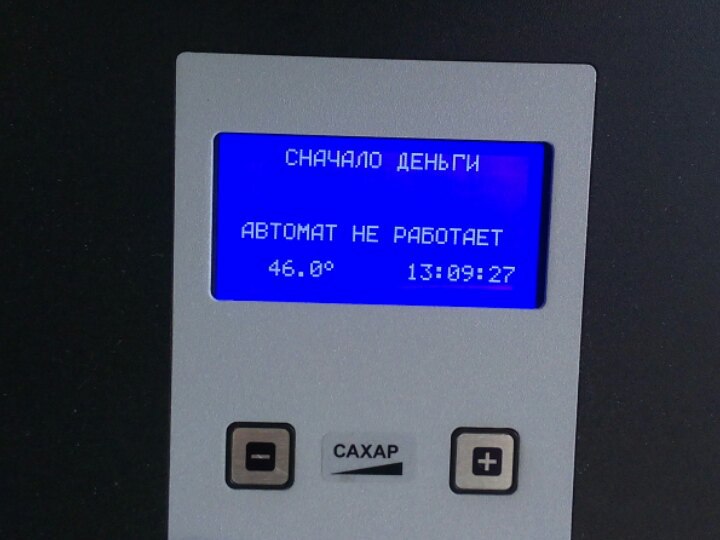 СНАЧАЛО ДЕНЬГИ
АВТОМАТ НЕ РАБОТАЕТ
46.0° 13:09:27
- САХАР +